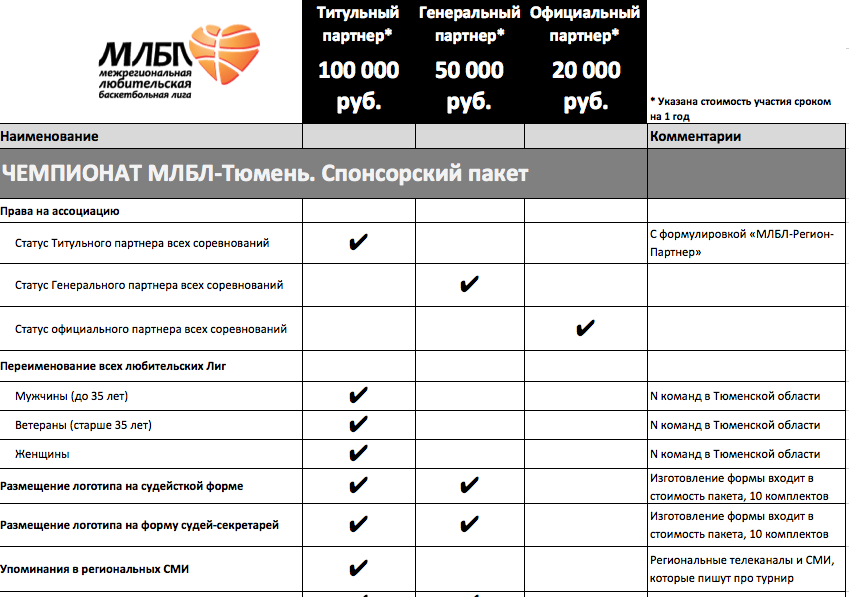 МЛБЛ
межрегиональная
любительская
баскетбольная лига
Титульный
партнер*
100 000
руб.
Генеральный
партнер*
50 000
руб.
Официальный
партнер*
20 000
руб.
* Указана стоимость участия сроком
на 1 год
Наименование
Комментарии
ЧЕМПИОНАТ МЛБЛ-Тюмень. Спонсорский пакет
Права на ассоциацию
Статус Титульного партнера всех соревнований ✔
С формулировкой «МЛБЛ-Регион-
Партнер»
Статус Генерального партнера всех соревнований ✔
Статус официального партнера всех соревнований ✔
Переименование всех любительских Лиг
Мужчины (до 35 лет) ✔ N команд в Тюменской области
Ветераны (старше 35 лет) ✔ N команд в Тюменской области
Женщины ✔ N команд в Тюменской области
Размещение логотипа на судейсткой форме ✔ ✔
Изготовление формы входит в
стоимость пакета, 10 комплектов
Размещение логотипа на форму судей-секретарей ✔ ✔
Изготовление формы входит в
стоимость пакета, 10 комплектов
Упоминания в региональных СМИ ✔
Региональные телеканалы и СМИ,
которые пишут про турнир